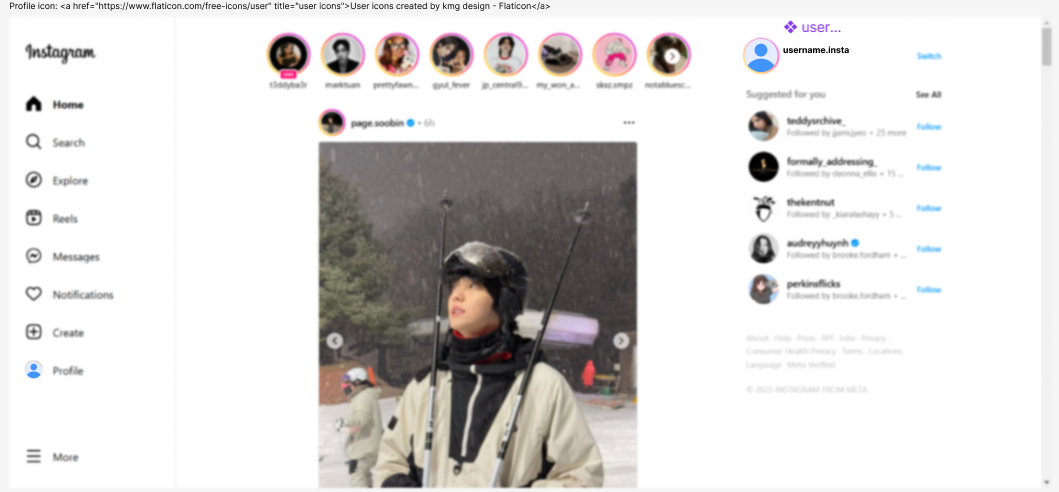 Profile icon: <a href="https://www.flaticon.com/free-icons/user" title="user icons">User icons created by kmg design - Flaticon</a>
Instagram
Home
Search
Explore
Reels
Messages
Notifications
Create
Profile
More
LIVE
t3ddyba3r
marktuan
prettyfawn...
gyul_fever
jp_central9...
my_won_a...
skxz.smpz
notabluesc...
page.soobin • 6h
user...
username.insta
Switch
Suggested for you
See All
teddysrchive_
Followed by jjamijyeo + 25 more
Follow
formally_addressing_
Followed by deonna_ellis + 15 ...
Follow
thekentnut
Followed by _kiaralashayy + 5 ...
Follow
audreyyhuynh
Followed by brooke.fordham + ...
Follow
perkinsflicks
Followed by brooke.fordham + ...
Follow
About · Help · Press · API · Jobs · Privacy ·
Consumer Health Privacy · Terms · Locations ·
Language · Meta Verified
© 2025 INSTAGRAM FROM META